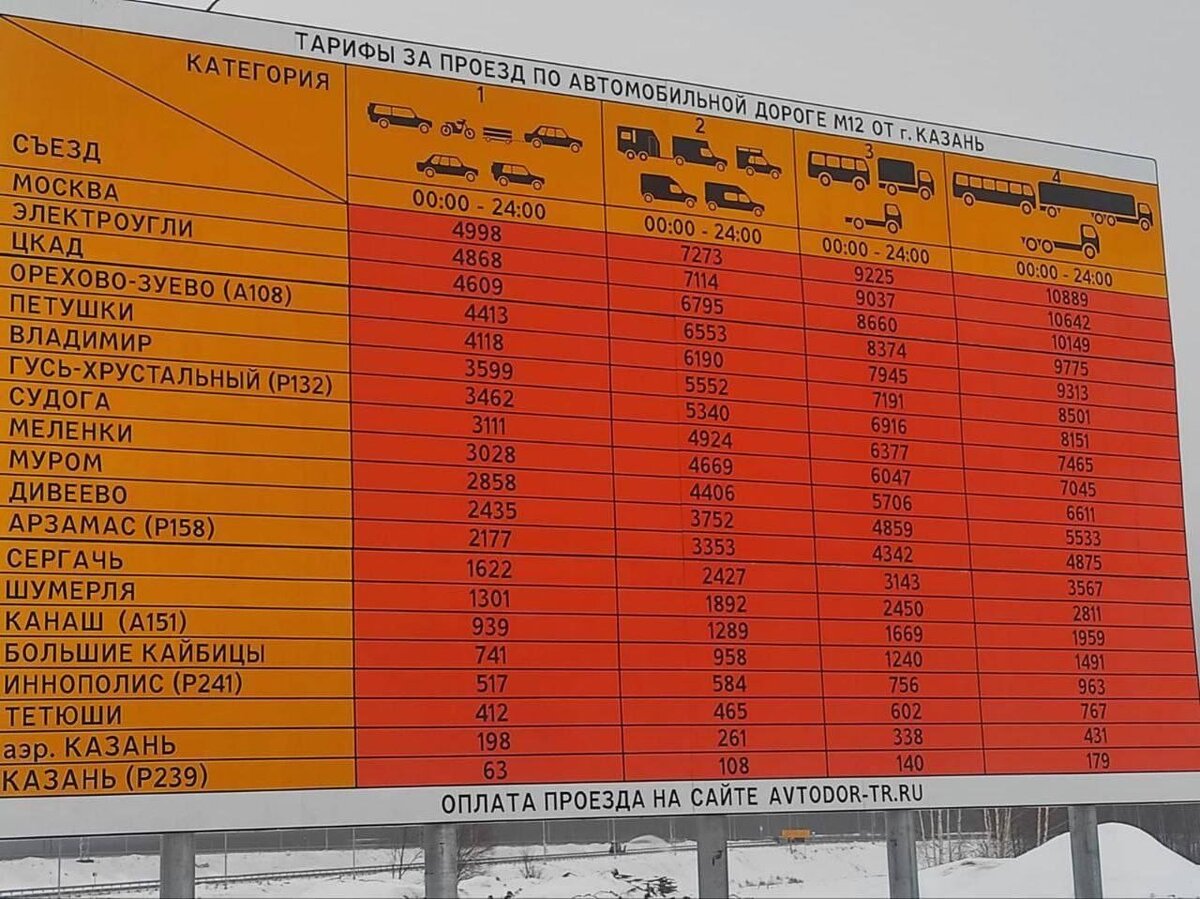 ТАРИФЫ ЗА ПРОЕЗД ПО АВТОМОБИЛЬНОЙ ДОРОГЕ М12 ОТ г. КАЗАНЬ
КАТЕГОРИЯ 1 2 3 4
СЪЕЗД 00:00 - 24:00 00:00 - 24:00 00:00 - 24:00 00:00 - 24:00
МОСКВА 4998 7273 9225 10889
ЭЛЕКТРОУГЛИ 4868 7114 9037 10642
ЦКАД 4609 6795 8660 10149
ОРЕХОВО-ЗУЕВО (А108) 4413 6553 8374 9775
ПЕТУШКИ 4118 6190 7945 9313
ВЛАДИМИР 3599 5552 7191 8501
ГУСЬ-ХРУСТАЛЬНЫЙ (Р132) 3462 5340 6916 8151
СУДОГА 3111 4924 6377 7465
МЕЛЕНКИ 3028 4669 6047 7045
МУРОМ 2858 4406 5706 6611
ДИВЕЕВО 2435 3752 4859 5533
АРЗАМАС (Р158) 2177 3353 4342 4875
СЕРГАЧЬ 1622 2427 3143 3567
ШУМЕРЛЯ 1301 1892 2450 2811
КАНАШ (А151) 939 1289 1669 1959
БОЛЬШИЕ КАЙБИЦЫ 741 958 1240 1491
ИННОПОЛИС (Р241) 517 584 756 963
ТЕТЮШИ 412 465 602 767
аэр. КАЗАНЬ 198 261 338 431
КАЗАНЬ (Р239) 63 108 140 179
ОПЛАТА ПРОЕЗДА НА САЙТЕ AVTODOR-TR.RU